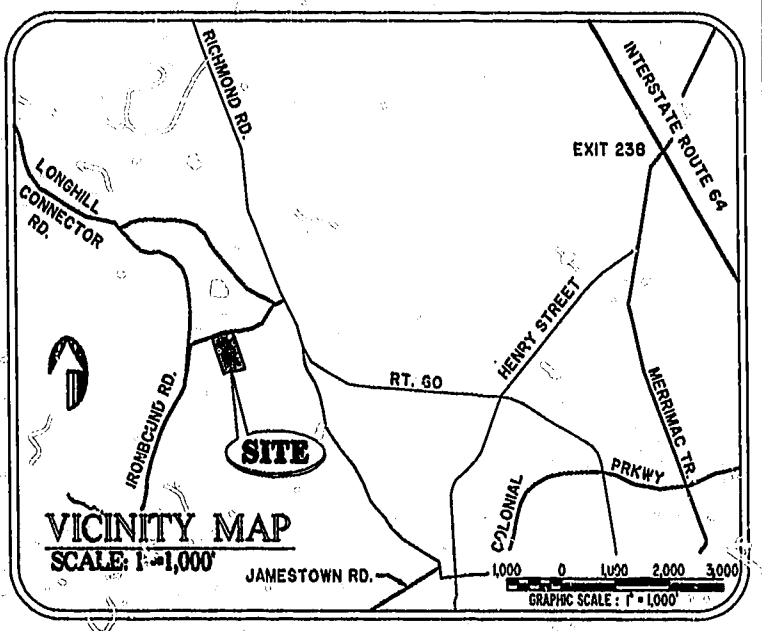 RICHMOND RD.
INTERSTATE ROUTE 64
EXIT 238
LONGHILL
CONNECTOR
RD.
HENRY STREET
RT. 60
MERRIMAC TR.
IRONBOUND RD.
SITE
COLONIAL
PRKWY
VICINITY MAP
SCALE: 1"=1,000'
JAMESTOWN RD.
1,000 0 1,000 2,000 3,000
GRAPHIC SCALE : 1" = 1,000'